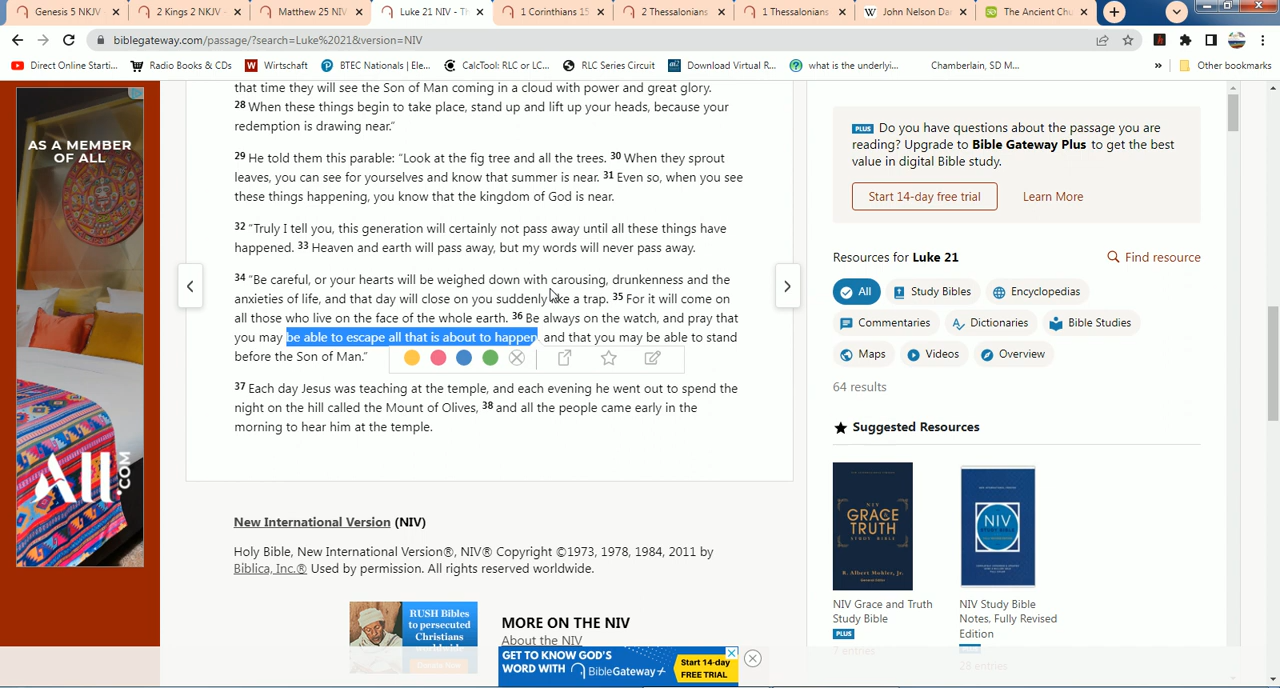 Genesis 5 NKJV
2 Kings 2 NKJV -
Matthew 25 NIV
Luke 21 NIV - Tr
1 Corinthians 15
2 Thessalonians
1 Thessalonians
John Nelson Da
The Ancient Chu
biblegateway.com/passage/?search=Luke%2021&version=NIV
Direct Online Starti...
Radio Books & CDs
Wirtschaft
BTEC Nationals | Ele...
CalcTool: RLC or LC...
RLC Series Circuit
Download Virtual R...
what is the underlyi...
Chamberlain, SD M...
»
Other bookmarks
AS A MEMBER
OF ALL
All.COM
that time they will see the Son of Man coming in a cloud with power and great glory.
28 When these things begin to take place, stand up and lift up your heads, because your
redemption is drawing near.”
29 He told them this parable: “Look at the fig tree and all the trees. 30 When they sprout
leaves, you can see for yourselves and know that summer is near. 31 Even so, when you see
these things happening, you know that the kingdom of God is near.
32 “Truly I tell you, this generation will certainly not pass away until all these things have
happened. 33 Heaven and earth will pass away, but my words will never pass away.
34 “Be careful, or your hearts will be weighed down with carousing, drunkenness and the
anxieties of life, and that day will close on you suddenly like a trap. 35 For it will come on
all those who live on the face of the whole earth. 36 Be always on the watch, and pray that
you may be able to escape all that is about to happen, and that you may be able to stand
before the Son of Man.”
37 Each day Jesus was teaching at the temple, and each evening he went out to spend the
night on the hill called the Mount of Olives, 38 and all the people came early in the
morning to hear him at the temple.
New International Version (NIV)
Holy Bible, New International Version®, NIV® Copyright ©1973, 1978, 1984, 2011 by
Biblica, Inc.® Used by permission. All rights reserved worldwide.
RUSH Bibles
to persecuted
Christians
worldwide
MORE ON THE NIV
About the NIV
GET TO KNOW GOD'S
WORD WITH BIBLEGATEWAY+
Start 14-day
FREE TRIAL
PLUS Do you have questions about the passage you are
reading? Upgrade to Bible Gateway Plus to get the best
value in digital Bible study.
Start 14-day free trial
Learn More
Resources for Luke 21
Find resource
All
Study Bibles
Encyclopedias
Commentaries
Dictionaries
Bible Studies
Maps
Videos
Overview
64 results
Suggested Resources
NIV
GRACE
TRUTH
STUDY BIBLE
R. Albert Mohler, Jr.
NIV
NIV Grace and Truth
Study Bible
PLUS
7 entries
NIV Study Bible
Notes, Fully Revised
Edition
26 entries